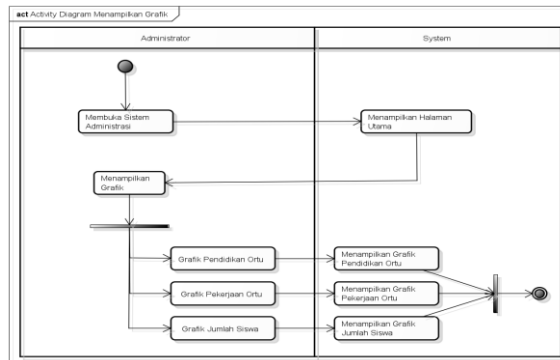 act Activity Diagram Menampilkan Grafik
Administrator
System
Membuka Sistem
Administrasi
Menampilkan Halaman
Utama
Menampilkan
Grafik
Grafik Pendidikan Ortu
Menampilkan Grafik
Pendidikan Ortu
Grafik Pekerjaan Ortu
Menampilkan Grafik
Pekerjaan Ortu
Grafik Jumlah Siswa
Menampilkan Grafik
Jumlah Siswa